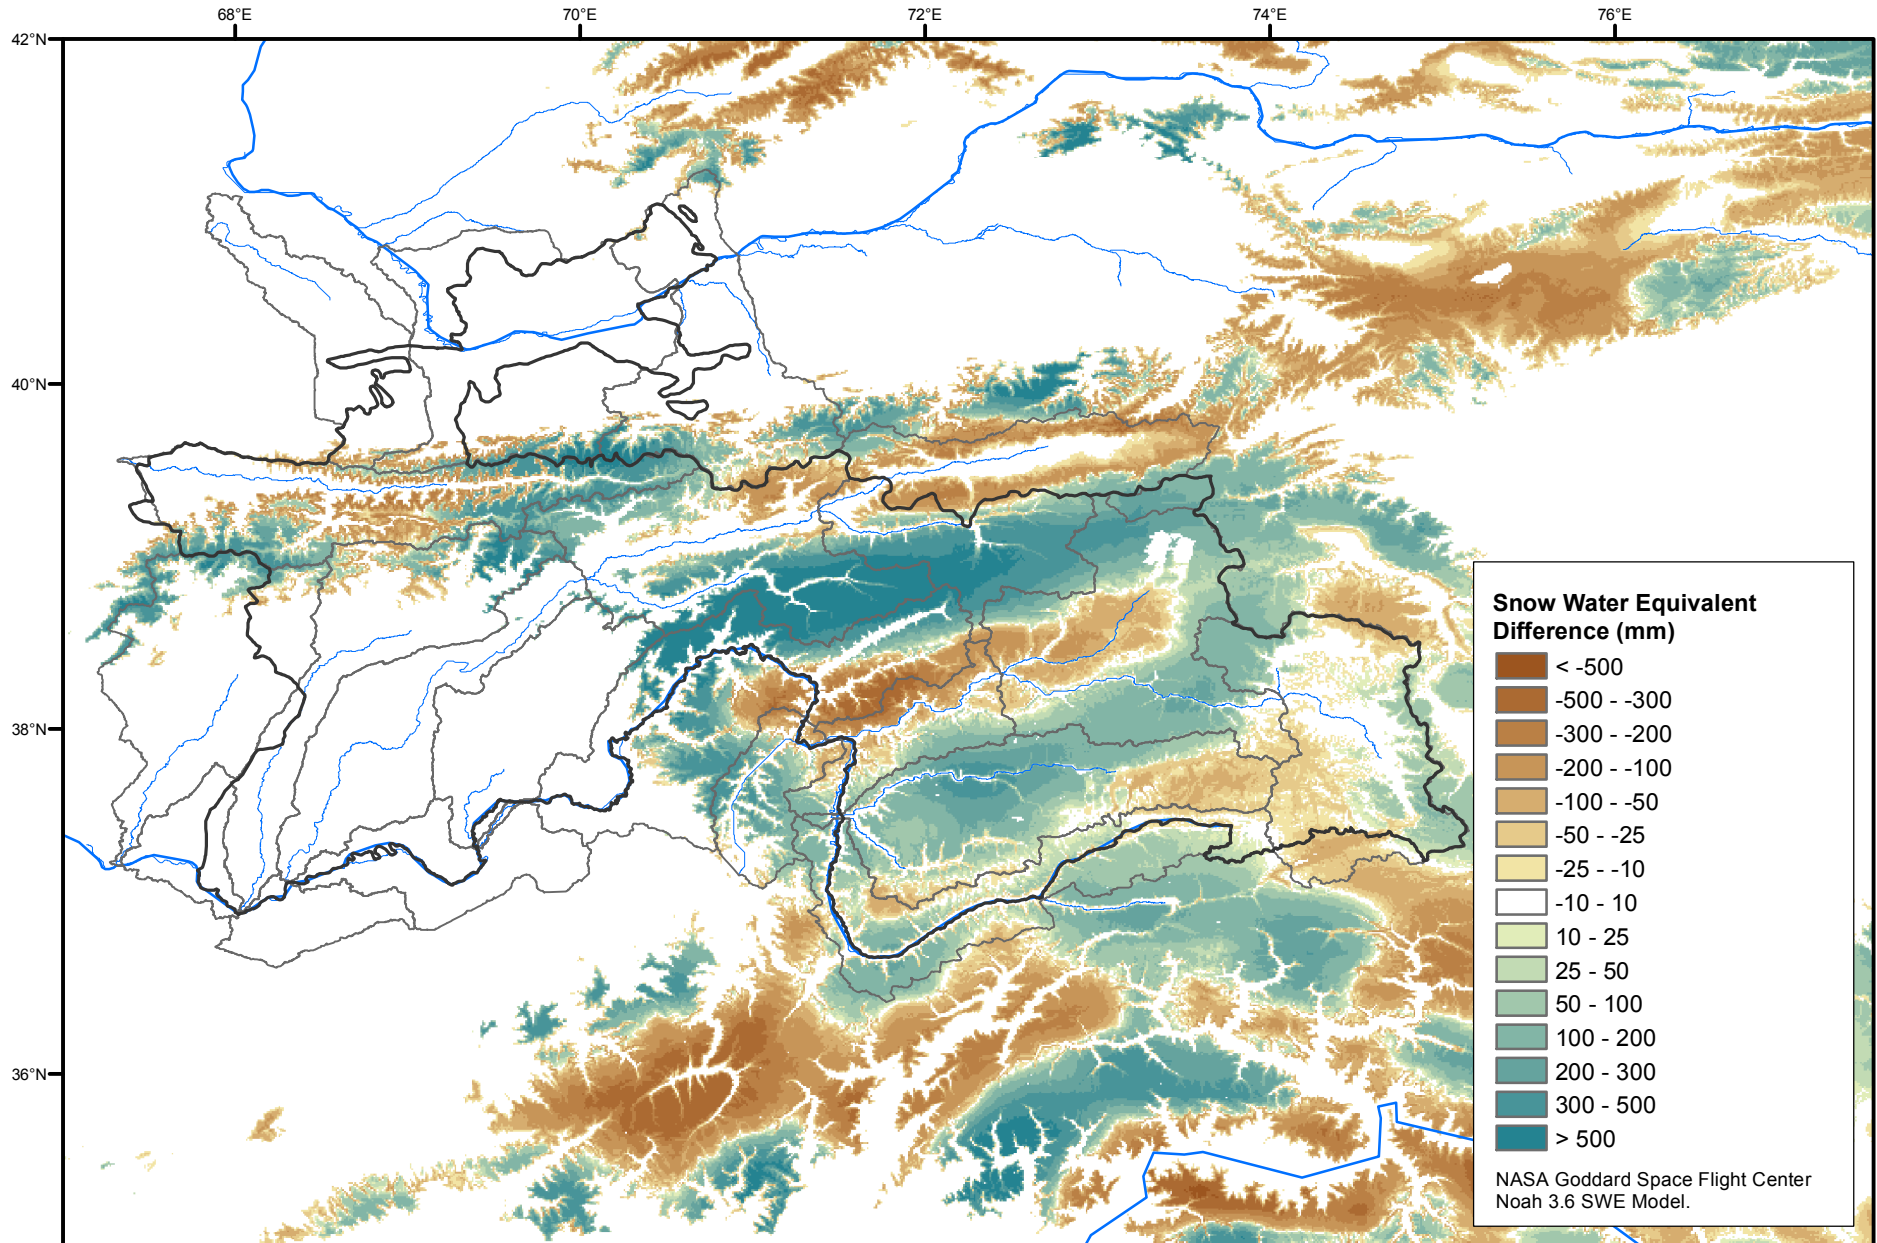 68°E 70°E 72°E 74°E 76°E
42°N
40°N
38°N
36°N
Snow Water Equivalent
Difference (mm)
< -500
-500 - -300
-300 - -200
-200 - -100
-100 - -50
-50 - -25
-25 - -10
-10 - 10
10 - 25
25 - 50
50 - 100
100 - 200
200 - 300
300 - 500
> 500
NASA Goddard Space Flight Center
Noah 3.6 SWE Model.